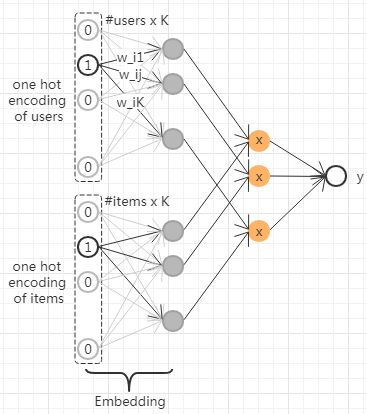 #users x K
0
1
0
0
w_i1
w_ij
w_iK
one hot
encoding
of users
#items x K
0
1
0
0
one hot
encoding
of items
x
x
x
y
Embedding